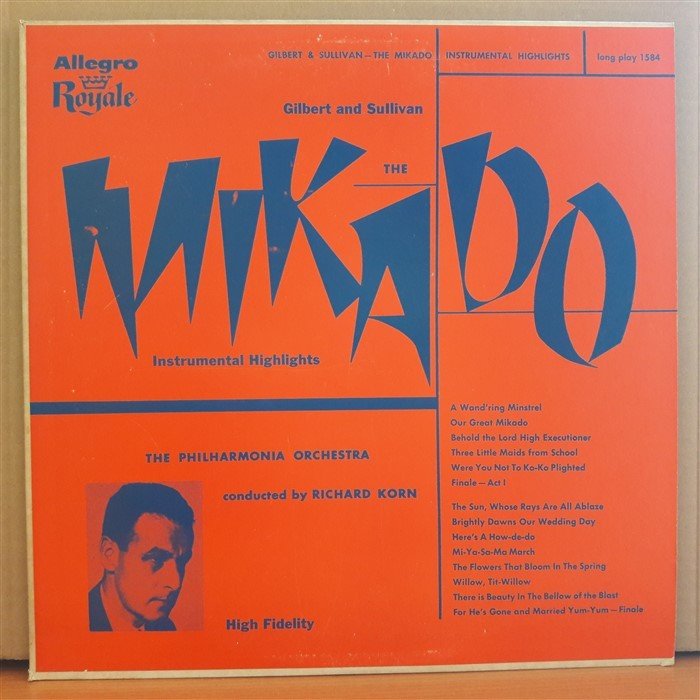 Allegro
Royale
GILBERT & SULLIVAN—THE MIKADO
INSTRUMENTAL HIGHLIGHTS
long play 1584
Gilbert and Sullivan
THE
MIKADO
Instrumental Highlights
THE PHILHARMONIA ORCHESTRA
conducted by RICHARD KORN
High Fidelity
A Wand'ring Minstrel
Our Great Mikado
Behold the Lord High Executioner
Three Little Maids from School
Were You Not To Ko-Ko Plighted
Finale—Act I
The Sun, Whose Rays Are All Ablaze
Brightly Dawns Our Wedding Day
Here's A How-de-do
Mi-Ya-Sa-Ma March
The Flowers That Bloom In The Spring
Willow, Tit-Willow
There is Beauty In The Bellow of the Blast
For He's Gone and Married Yum-Yum—Finale